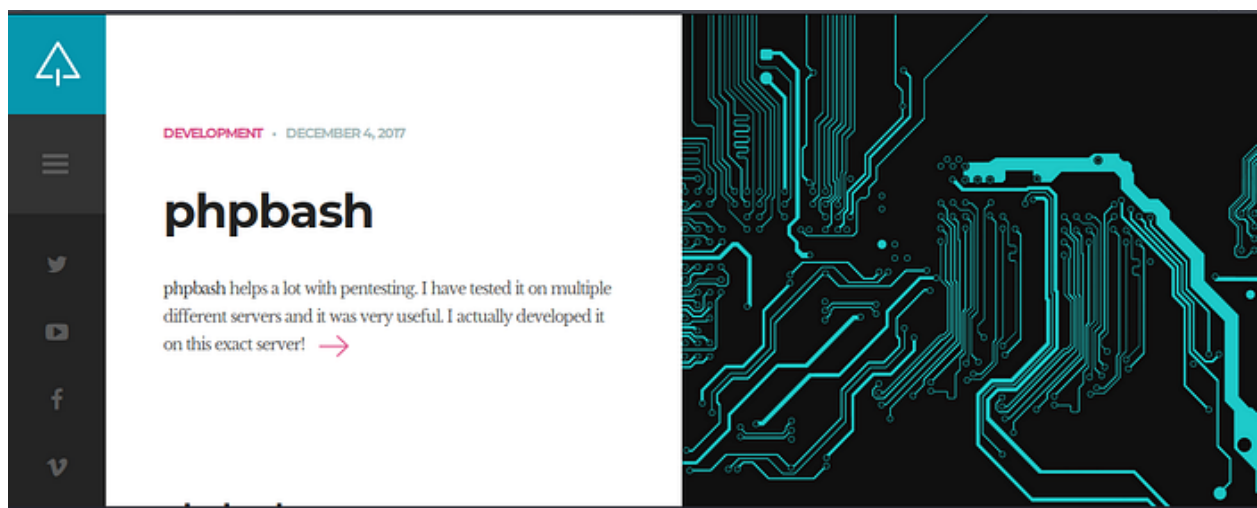 DEVELOPMENT • DECEMBER 4, 2017
phpbash
phpbash helps a lot with pentesting. I have tested it on multiple
different servers and it was very useful. I actually developed it
on this exact server!